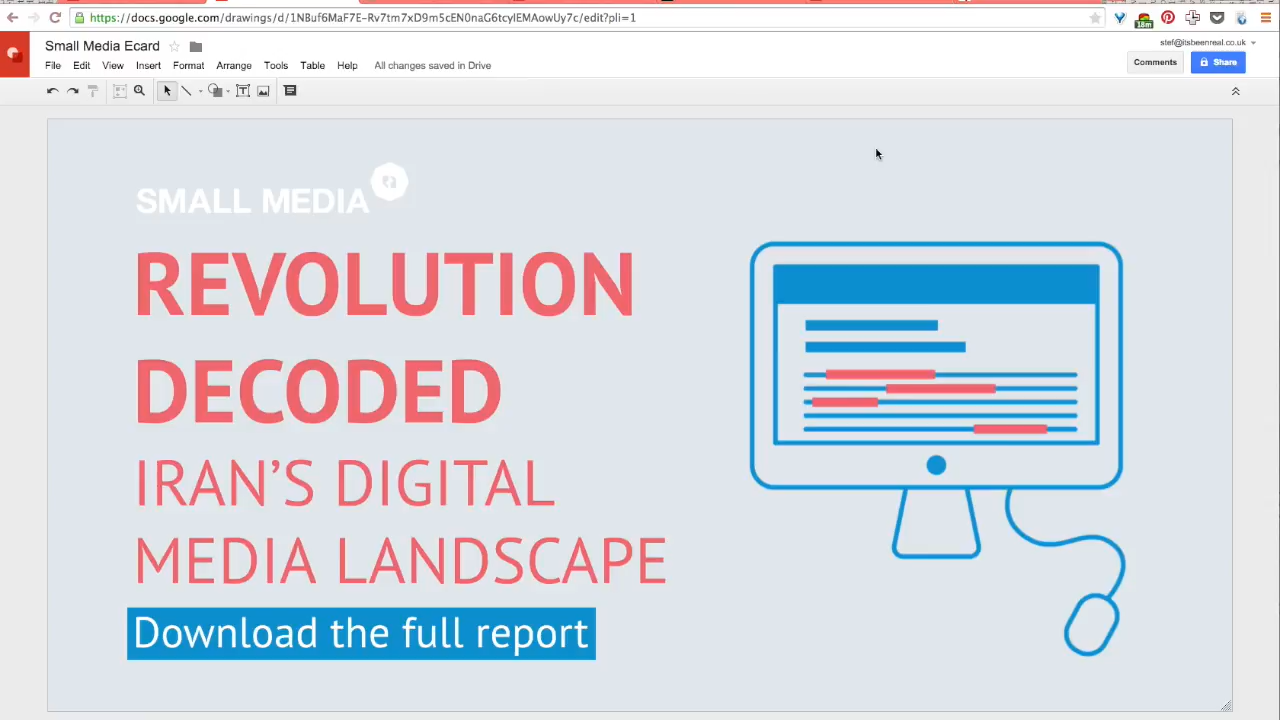 https://docs.google.com/drawings/d/1NBuf6MaF7E-Rv7tm7xD9mScEN0naG6tcylEMAowUy7c/edit?pli=1
18m
Small Media Ecard
stef@itsbeenreal.co.uk
File Edit View Insert Format Arrange Tools Table Help All changes saved in Drive
Comments Share
SMALL MEDIA
REVOLUTION
DECODED
IRAN’S DIGITAL
MEDIA LANDSCAPE
Download the full report